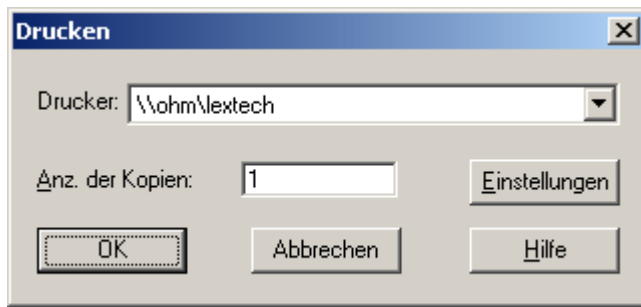 Drucken
Drucker: \\ohm\lextech
Anz. der Kopien: 1 Einstellungen
OK Abbrechen Hilfe